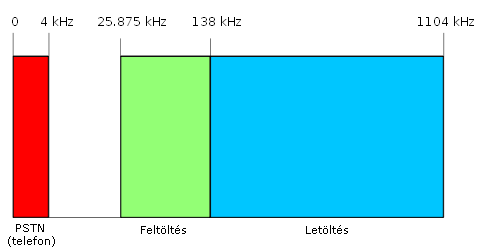 0 4 kHz 25.875 kHz 138 kHz 1104 kHz
PSTN
(telefon)
Feltöltés
Letöltés